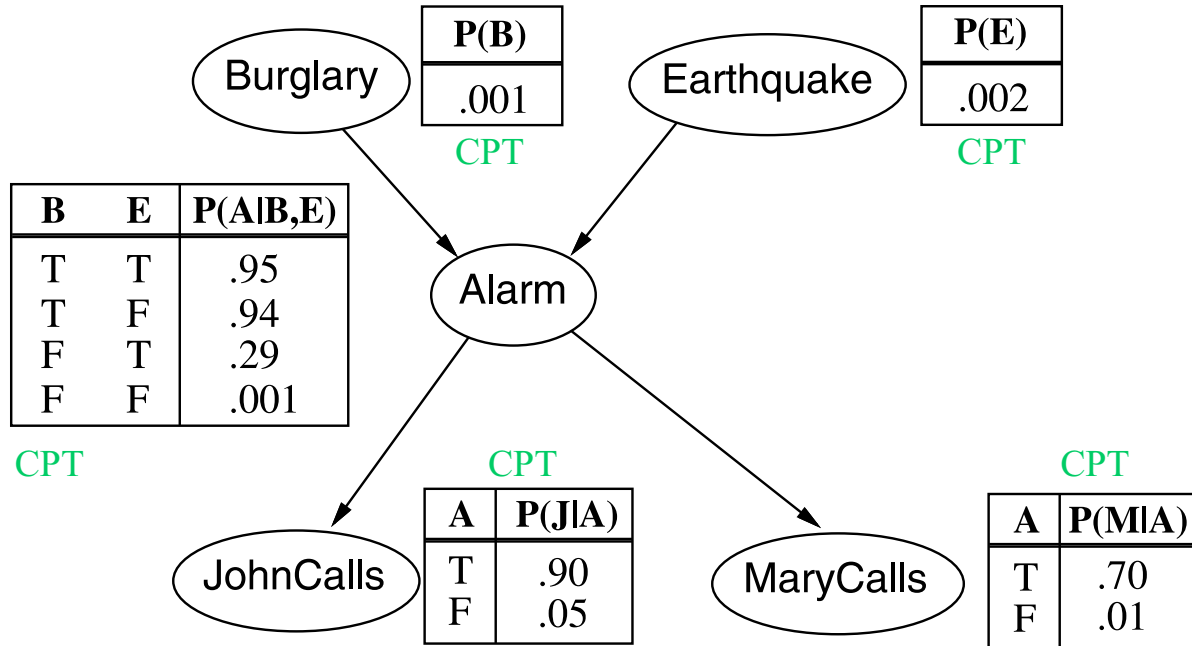 Burglary
P(B)
.001
CPT
Earthquake
P(E)
.002
CPT
B E P(A|B,E)
T T .95
T F .94
F T .29
F F .001
CPT
Alarm
JohnCalls
CPT
A P(J|A)
T .90
F .05
MaryCalls
CPT
A P(M|A)
T .70
F .01